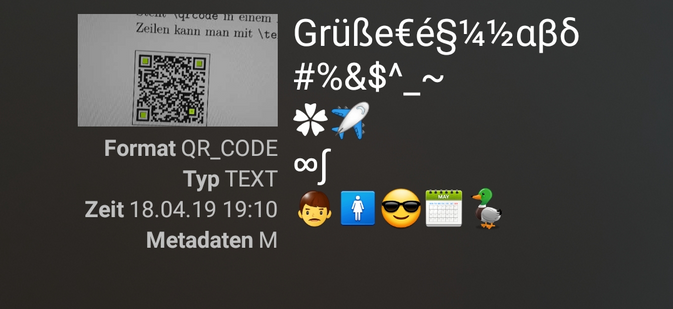 \qrcode in einem
Zeilen kann man mit \te
Format QR_CODE
Typ TEXT
Zeit 18.04.19 19:10
Metadaten M
Grüße€é§¼½αβδ
#%&$^_~
✼✈️
∞∫
👨🚺😎📅🦆